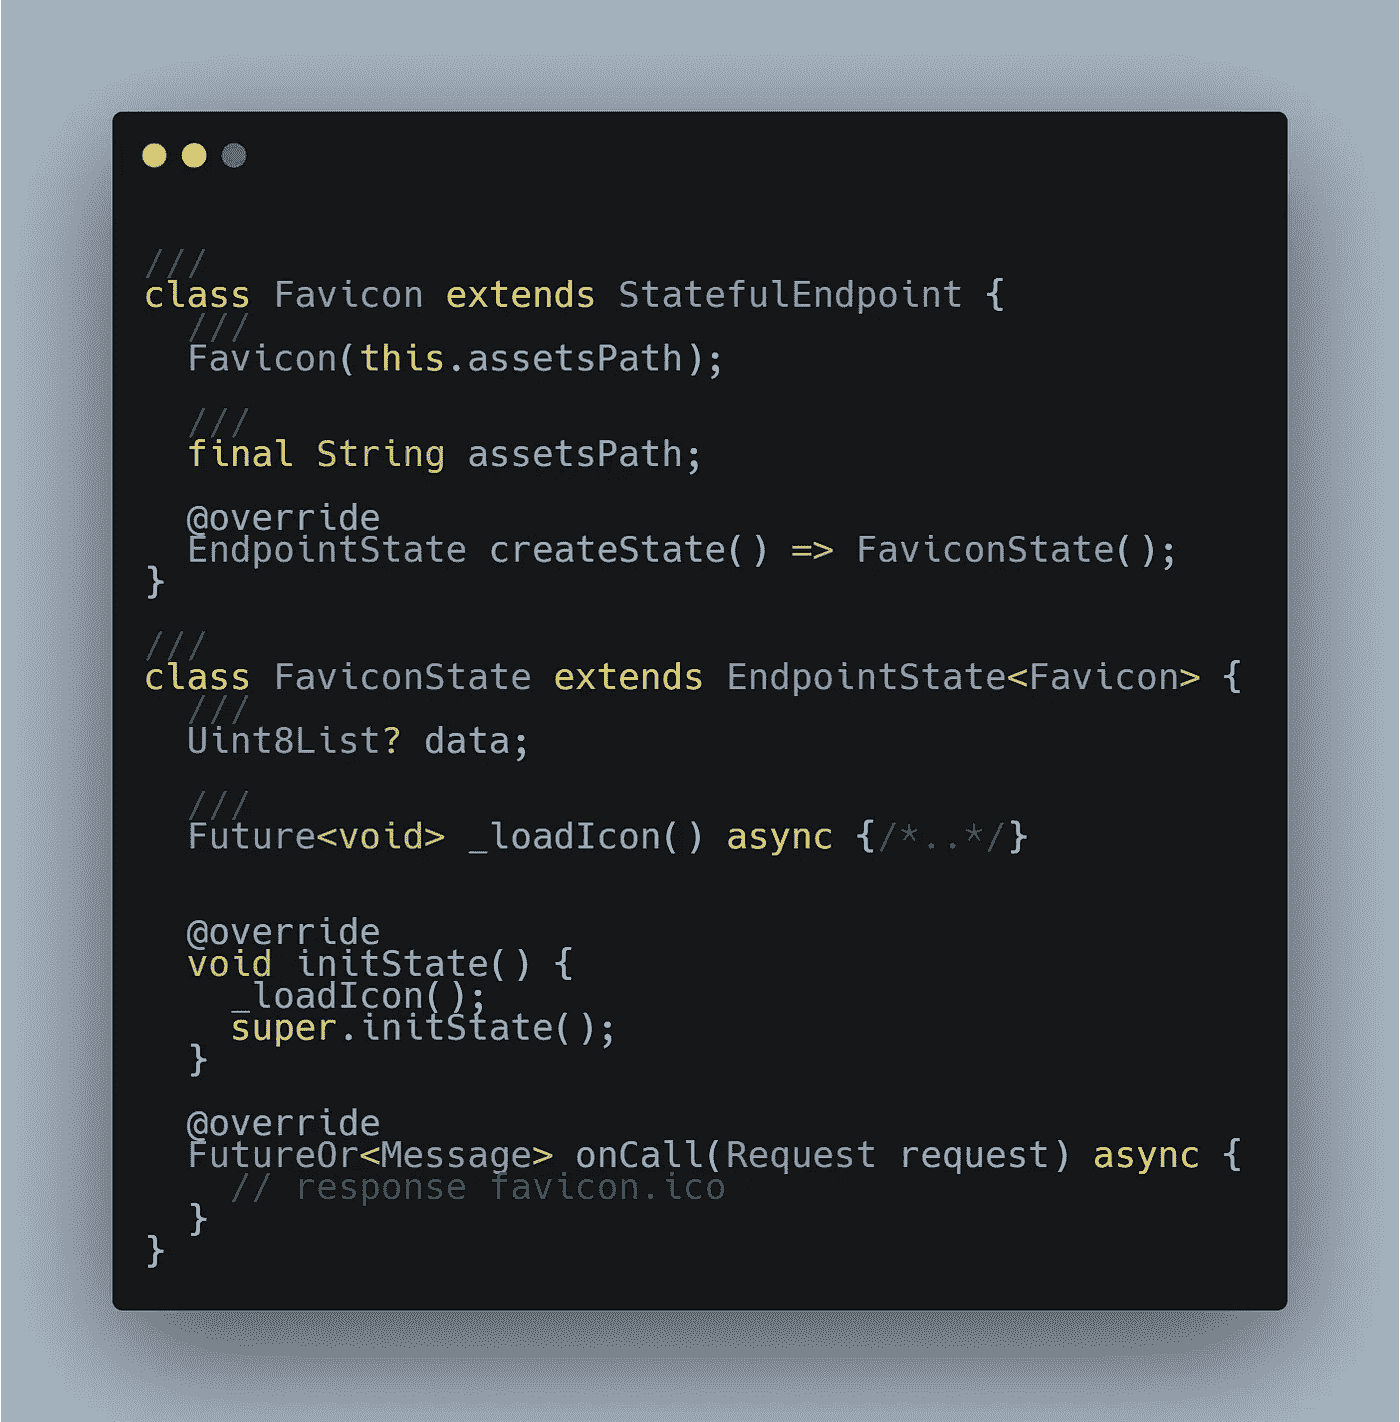 ///
class Favicon extends StatefulEndpoint {
  ///
  Favicon(this.assetsPath);

  ///
  final String assetsPath;

  @override
  EndpointState createState() => FaviconState();
}

///
class FaviconState extends EndpointState<Favicon> {
  ///
  Uint8List? data;

  ///
  Future<void> _loadIcon() async {/*..*/}


  @override
  void initState() {
    _loadIcon();
    super.initState();
  }

  @override
  FutureOr<Message> onCall(Request request) async {
    // response favicon.ico
  }
}